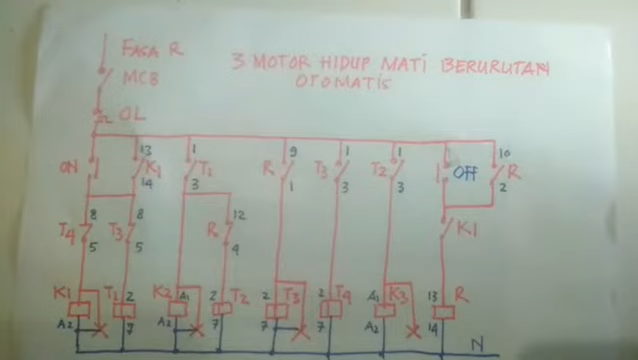 FASA R
3 MOTOR HIDUP MATI BERURUTAN
OTOMATIS
MCB
OL
13
1
9
1
1
10
ON
K1
T1
R
T3
T2
OFF
R
14
3
1
3
3
2
8
8
12
T4
T3
R
K1
5
5
4
K1
T1
2
K2
A1
2
T2
2
T3
2
T4
A1
K3
13
R
A2
7
A2
7
7
7
A2
14
N